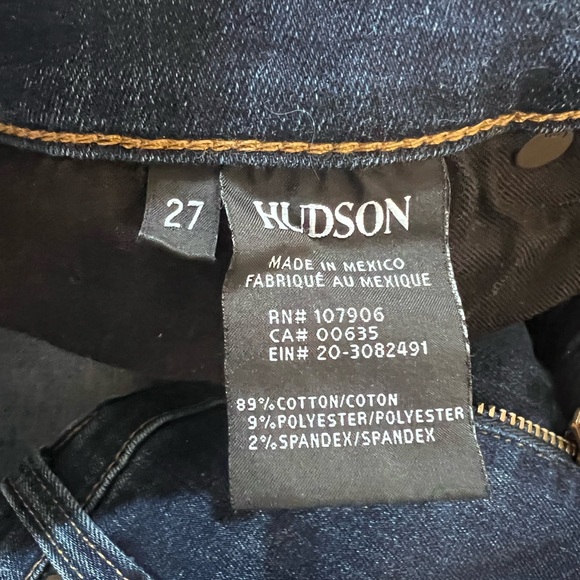 27
HUDSON
MADE IN MEXICO
FABRIQUÉ AU MEXIQUE
RN# 107906
CA# 00635
EIN# 20-3082491
89% COTTON/COTON
9% POLYESTER/POLYESTER
2% SPANDEX/SPANDEX